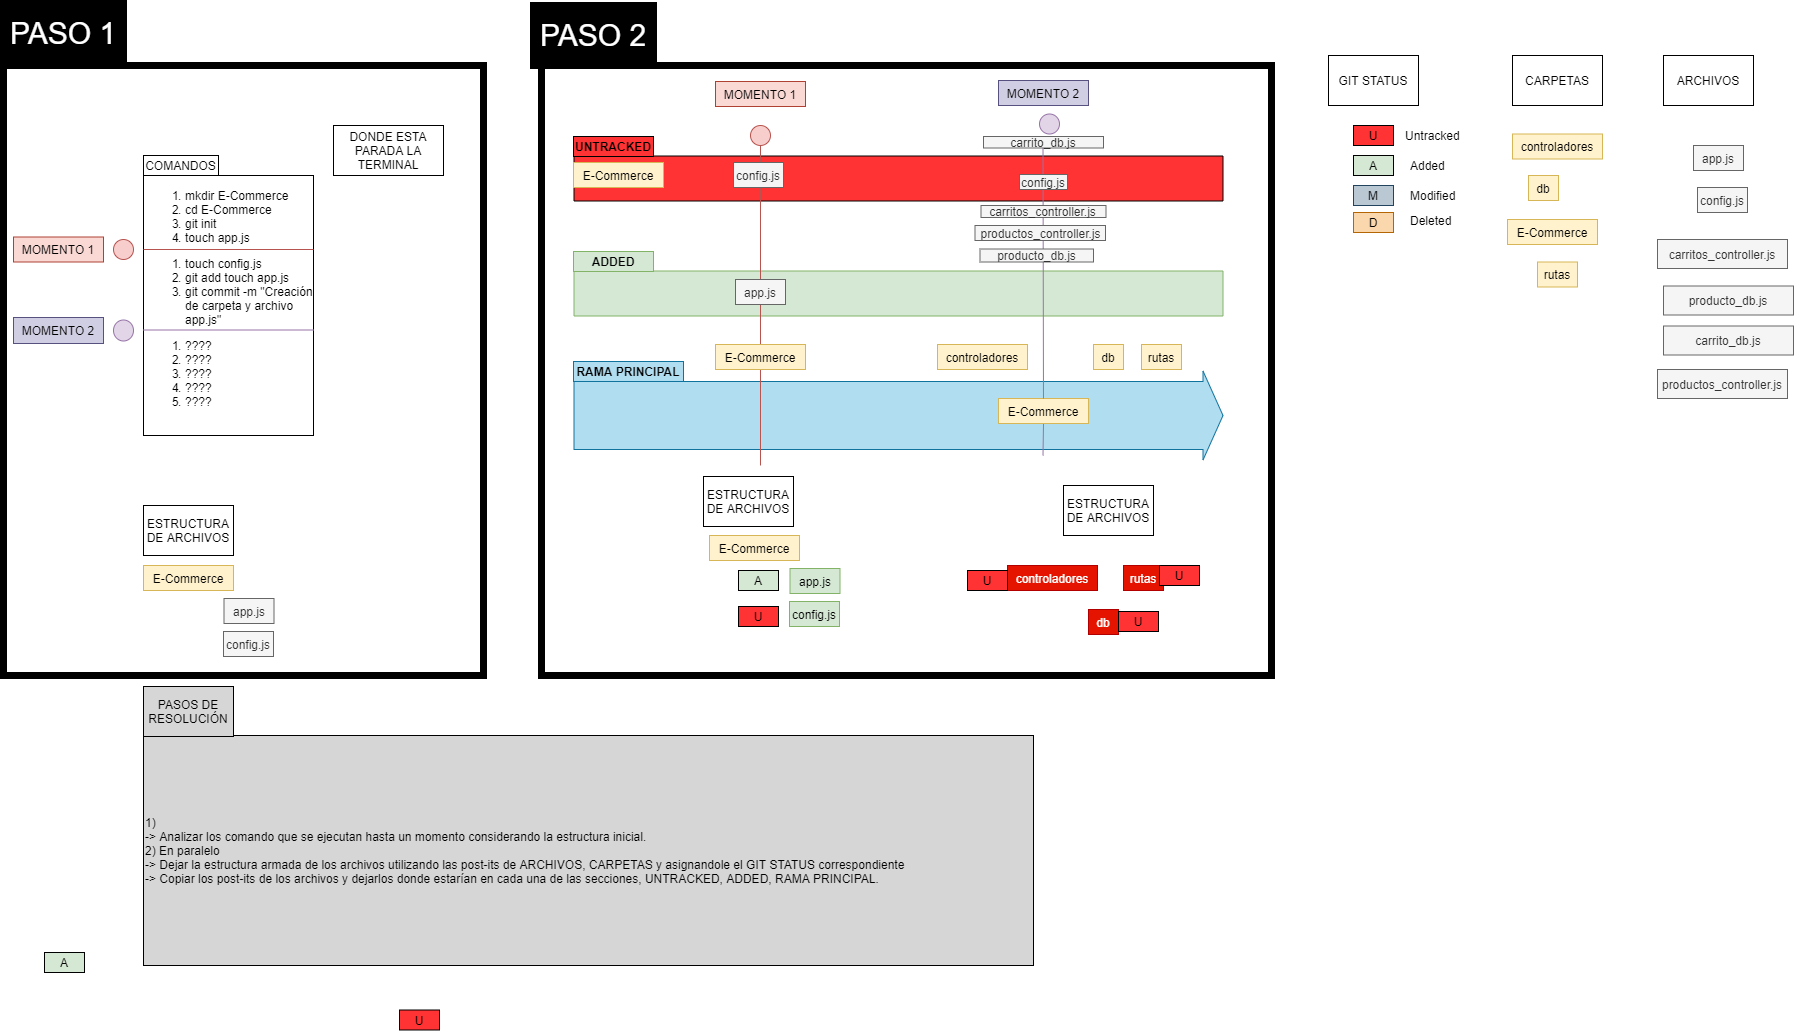 PASO 1
DONDE ESTA
PARADA LA
TERMINAL
COMANDOS
1. mkdir E-Commerce
2. cd E-Commerce
3. git init
4. touch app.js
MOMENTO 1
1. touch config.js
2. git add touch app.js
3. git commit -m "Creación
de carpeta y archivo
app.js"
MOMENTO 2
1. ????
2. ????
3. ????
4. ????
5. ????
ESTRUCTURA
DE ARCHIVOS
E-Commerce
app.js
config.js
PASO 2
MOMENTO 1
MOMENTO 2
carrito_db.js
UNTRACKED
E-Commerce
config.js
config.js
carritos_controller.js
productos_controller.js
producto_db.js
ADDED
app.js
E-Commerce
controladores
db
rutas
RAMA PRINCIPAL
E-Commerce
ESTRUCTURA
DE ARCHIVOS
E-Commerce
A
app.js
U
config.js
ESTRUCTURA
DE ARCHIVOS
U
controladores
rutas
U
db
U
GIT STATUS
U
Untracked
A
Added
M
Modified
D
Deleted
CARPETAS
controladores
db
E-Commerce
rutas
ARCHIVOS
app.js
config.js
carritos_controller.js
producto_db.js
carrito_db.js
productos_controller.js
PASOS DE
RESOLUCIÓN
1)
-> Analizar los comando que se ejecutan hasta un momento considerando la estructura inicial.
2) En paralelo
-> Dejar la estructura armada de los archivos utilizando las post-its de ARCHIVOS, CARPETAS y asignandole el GIT STATUS correspondiente
-> Copiar los post-its de los archivos y dejarlos donde estarían en cada una de las secciones, UNTRACKED, ADDED, RAMA PRINCIPAL.
A
U